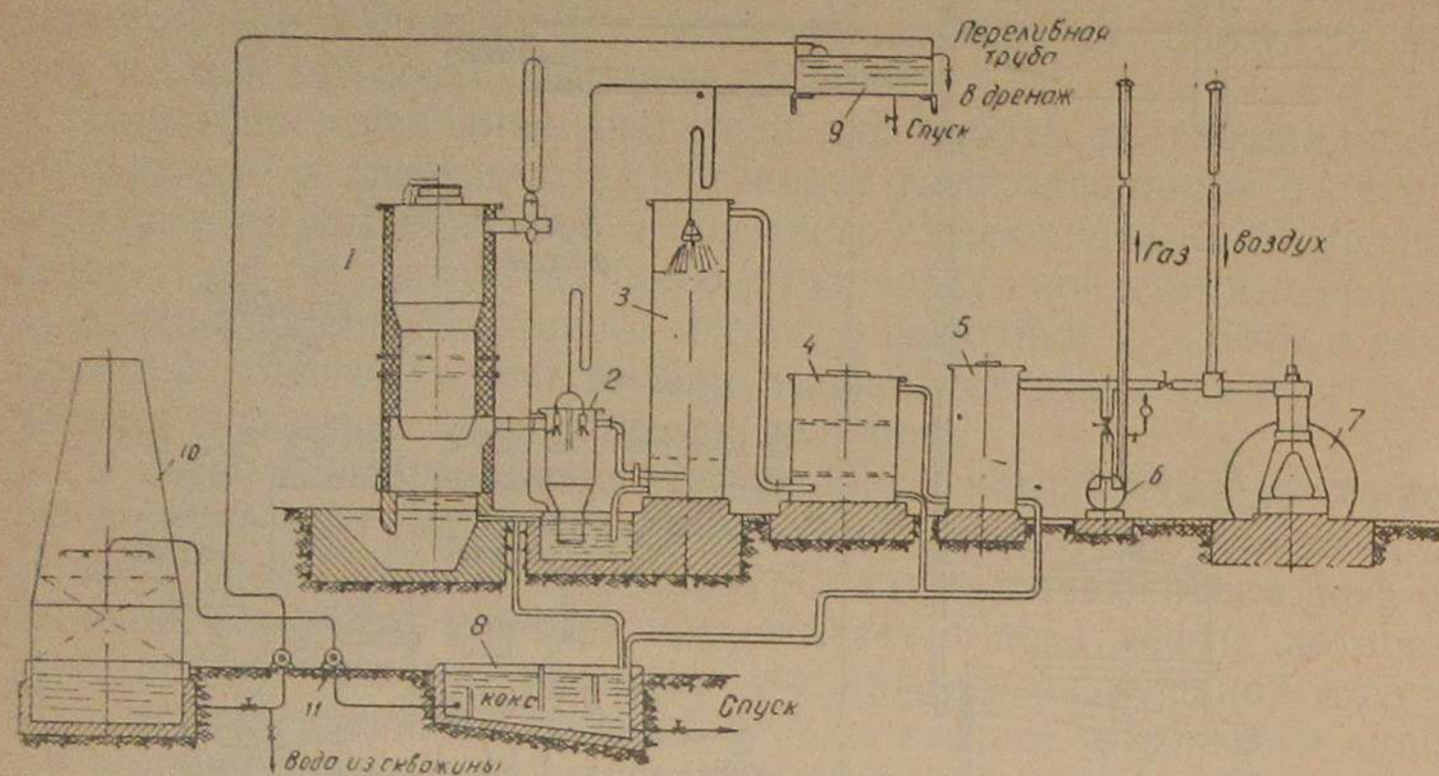 Переливная
труба
в дренаж
9
Спуск
1
Газ
воздух
3
4
5
2
7
10
6
8
кокс
11
Спуск
вода из скважины